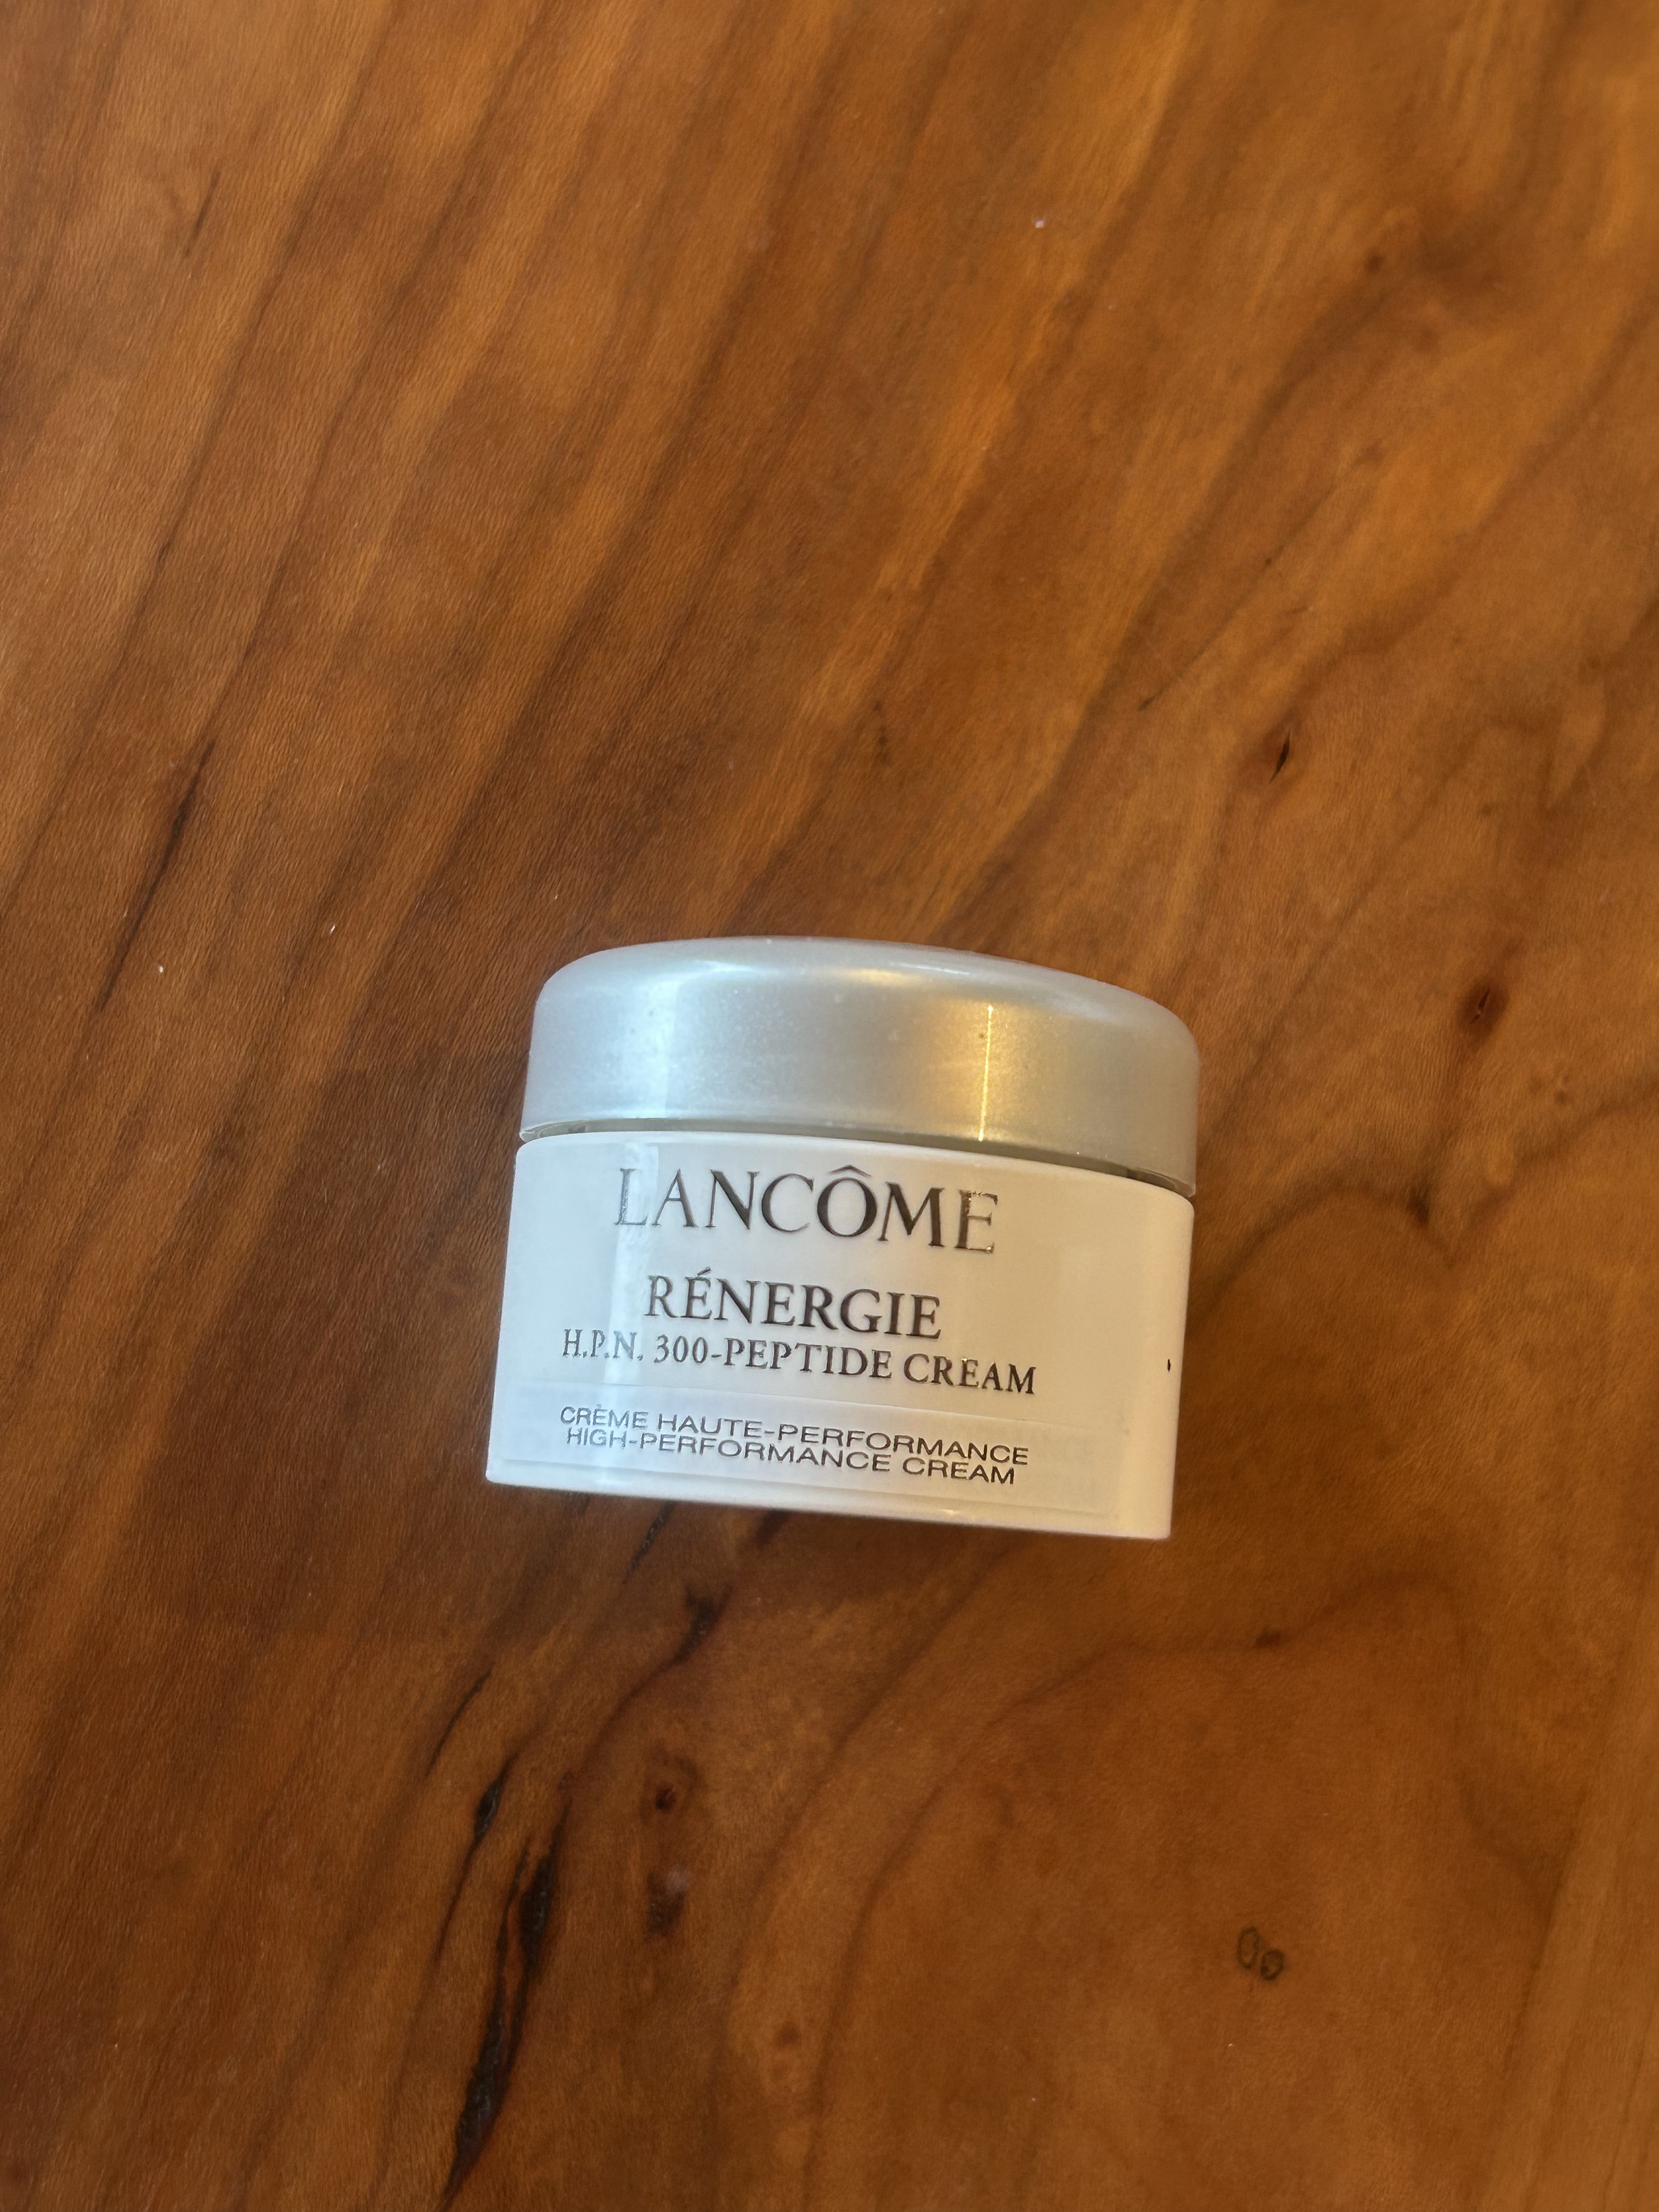 LANCÔME
RÉNERGIE
H.P.N. 300-PEPTIDE CREAM
CRÈME HAUTE-PERFORMANCE
HIGH-PERFORMANCE CREAM